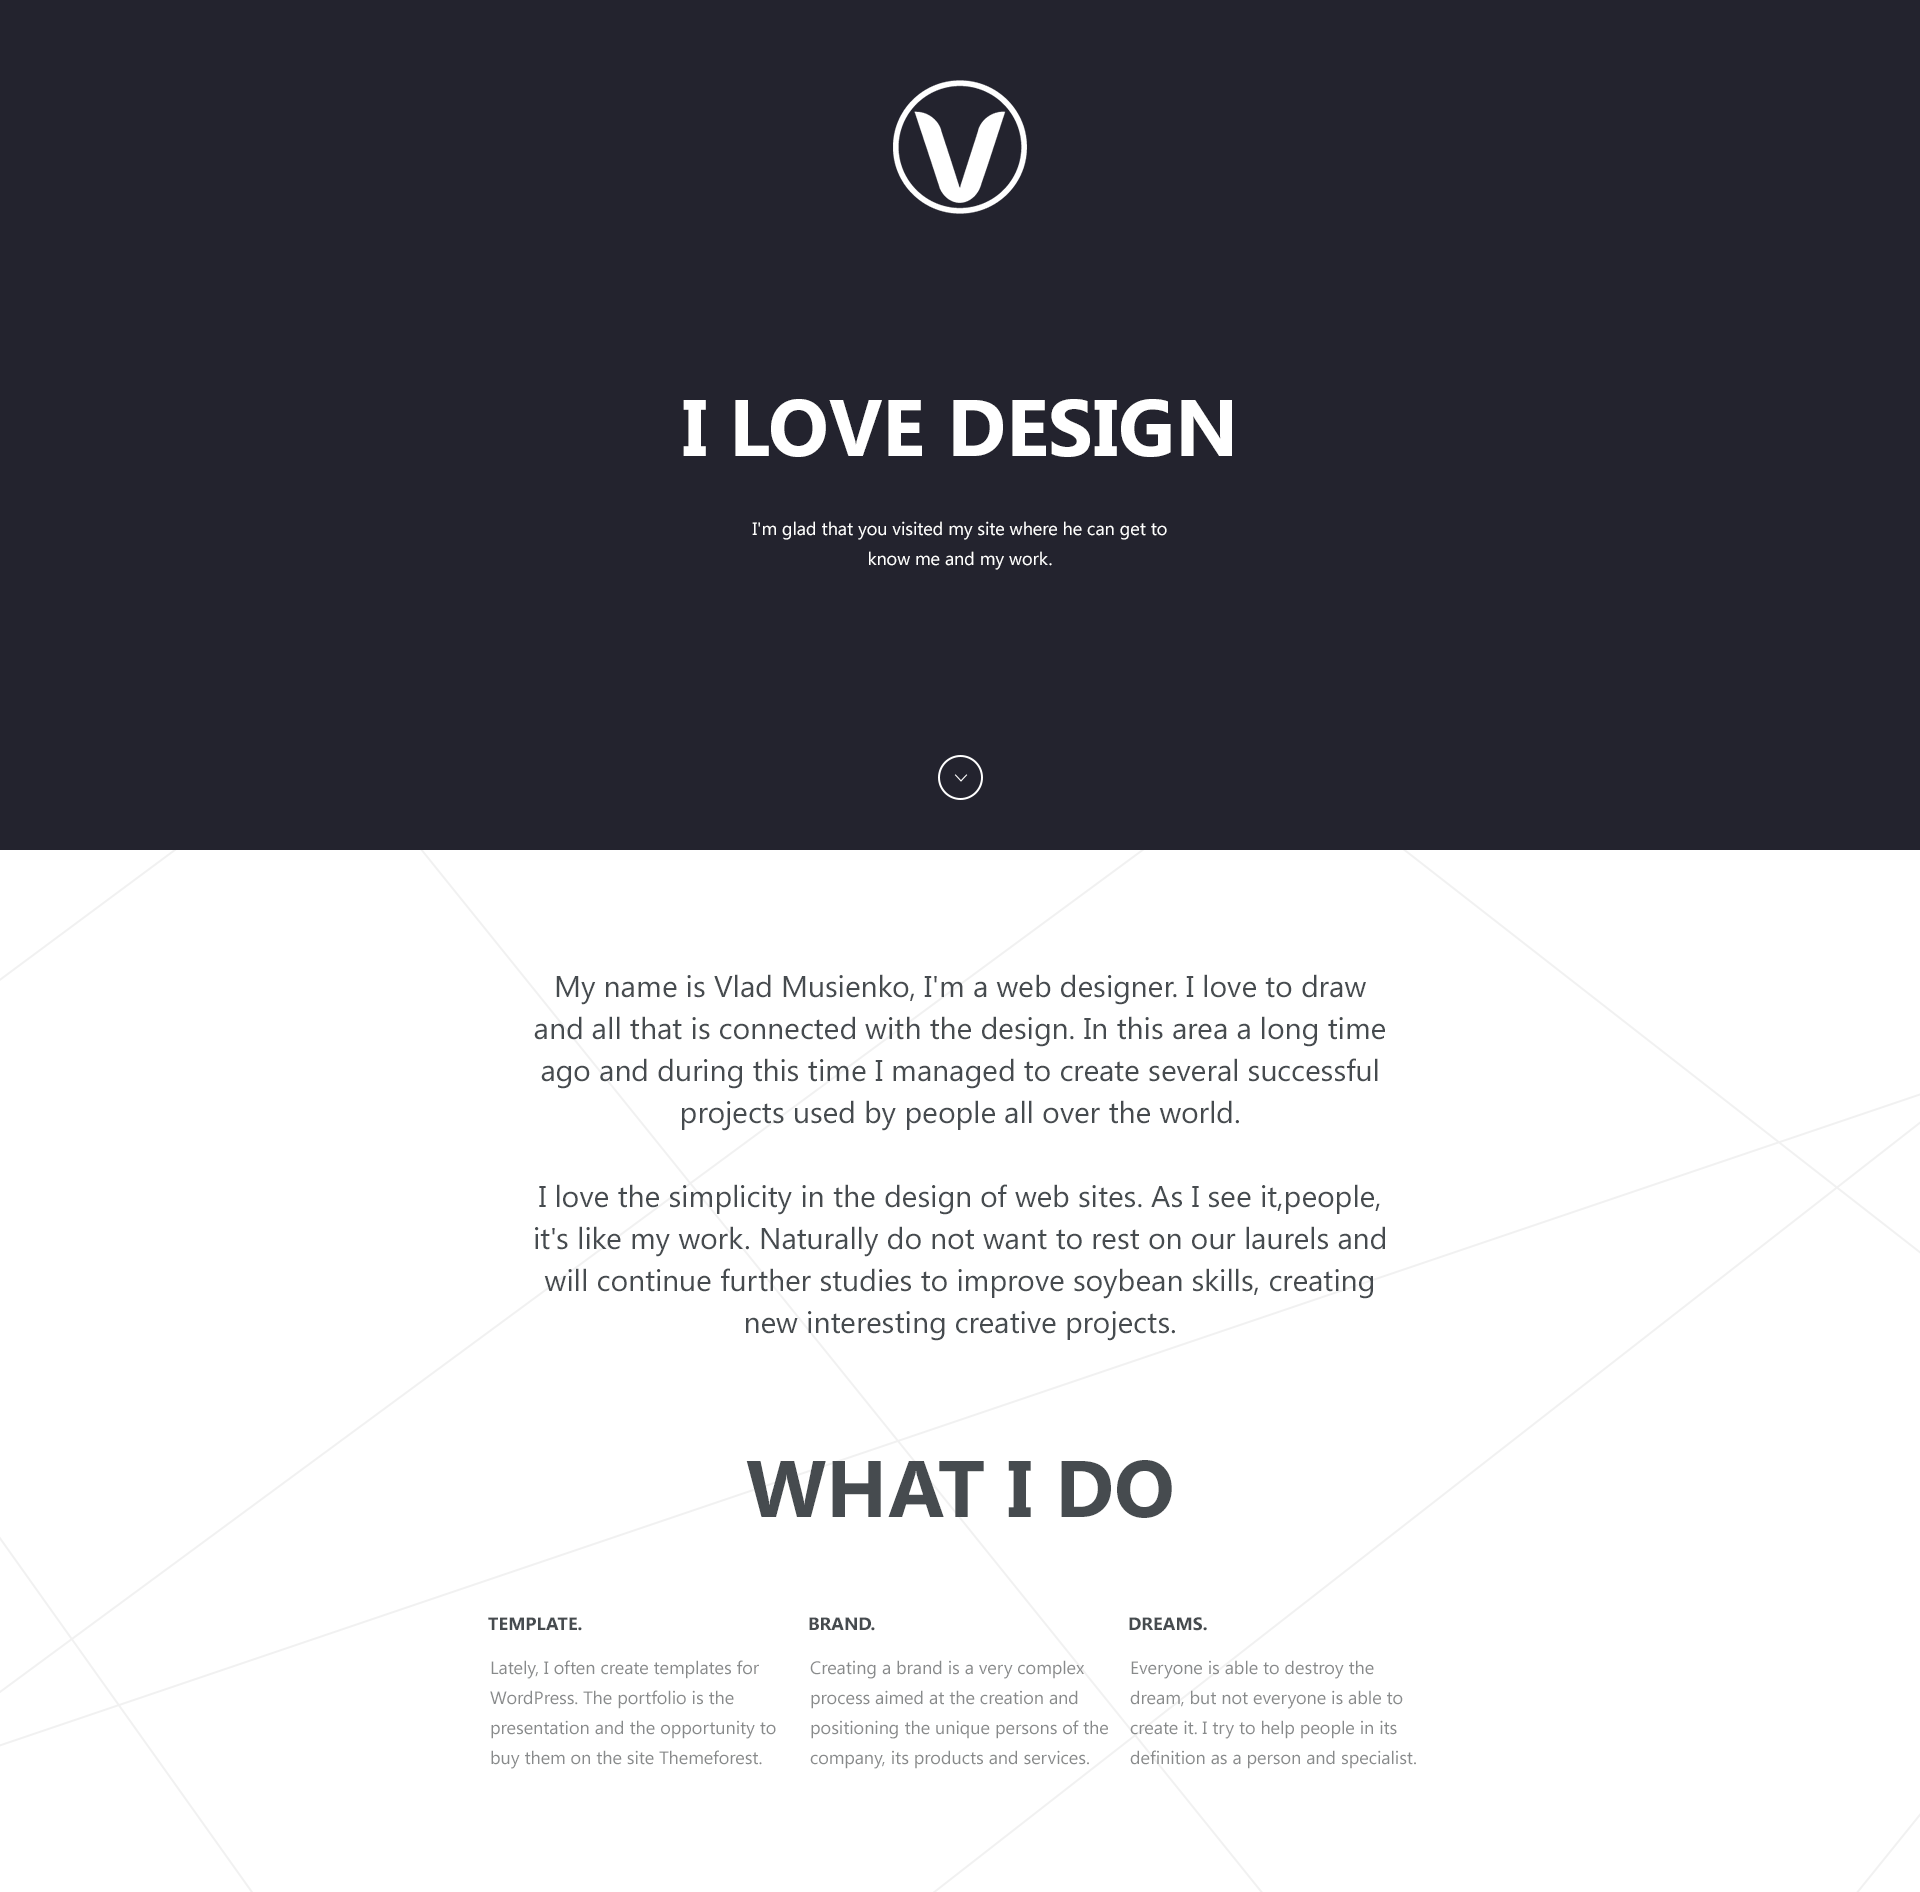 V
I LOVE DESIGN
I'm glad that you visited my site where he can get to
know me and my work.
My name is Vlad Musienko, I'm a web designer. I love to draw
and all that is connected with the design. In this area a long time
ago and during this time I managed to create several successful
projects used by people all over the world.
I love the simplicity in the design of web sites. As I see it,people,
it's like my work. Naturally do not want to rest on our laurels and
will continue further studies to improve soybean skills, creating
new interesting creative projects.
WHAT I DO
TEMPLATE.
Lately, I often create templates for
WordPress. The portfolio is the
presentation and the opportunity to
buy them on the site Themeforest.
BRAND.
Creating a brand is a very complex
process aimed at the creation and
positioning the unique persons of the
company, its products and services.
DREAMS.
Everyone is able to destroy the
dream, but not everyone is able to
create it. I try to help people in its
definition as a person and specialist.